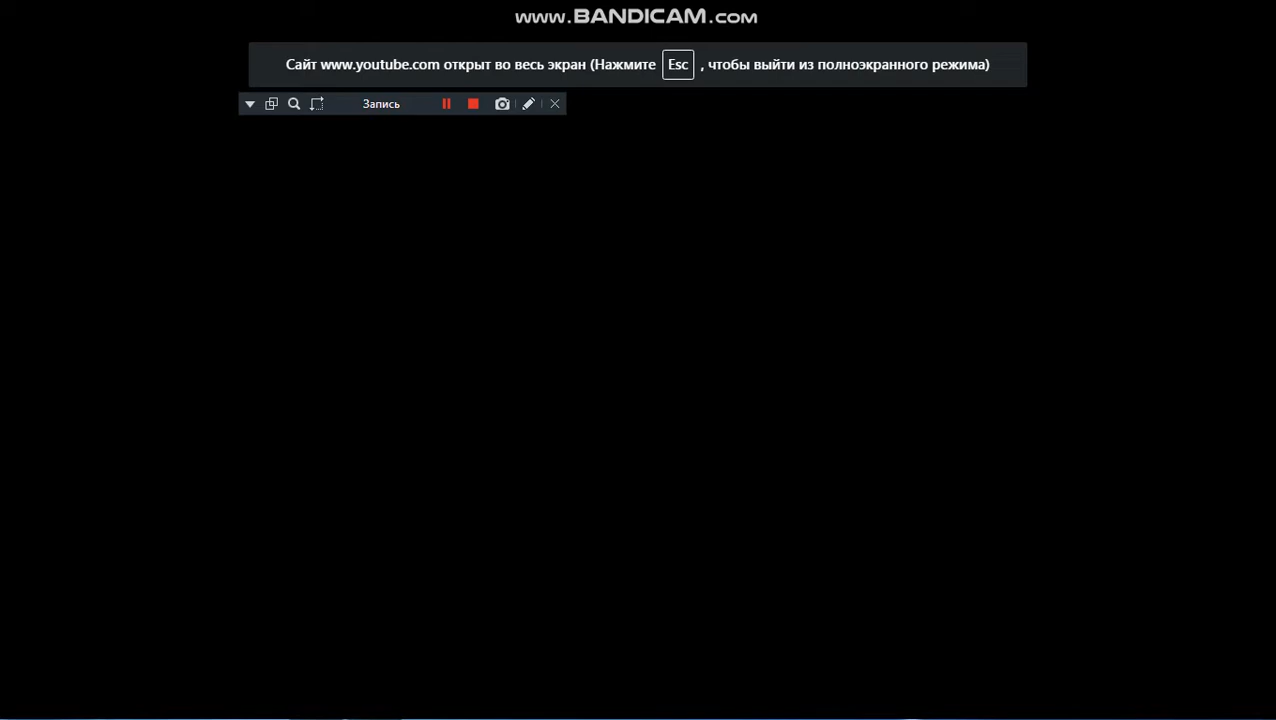 www.BANDICAM.com
Сайт www.youtube.com открыт во весь экран (Нажмите Esc , чтобы выйти из полноэкранного режима)
Запись